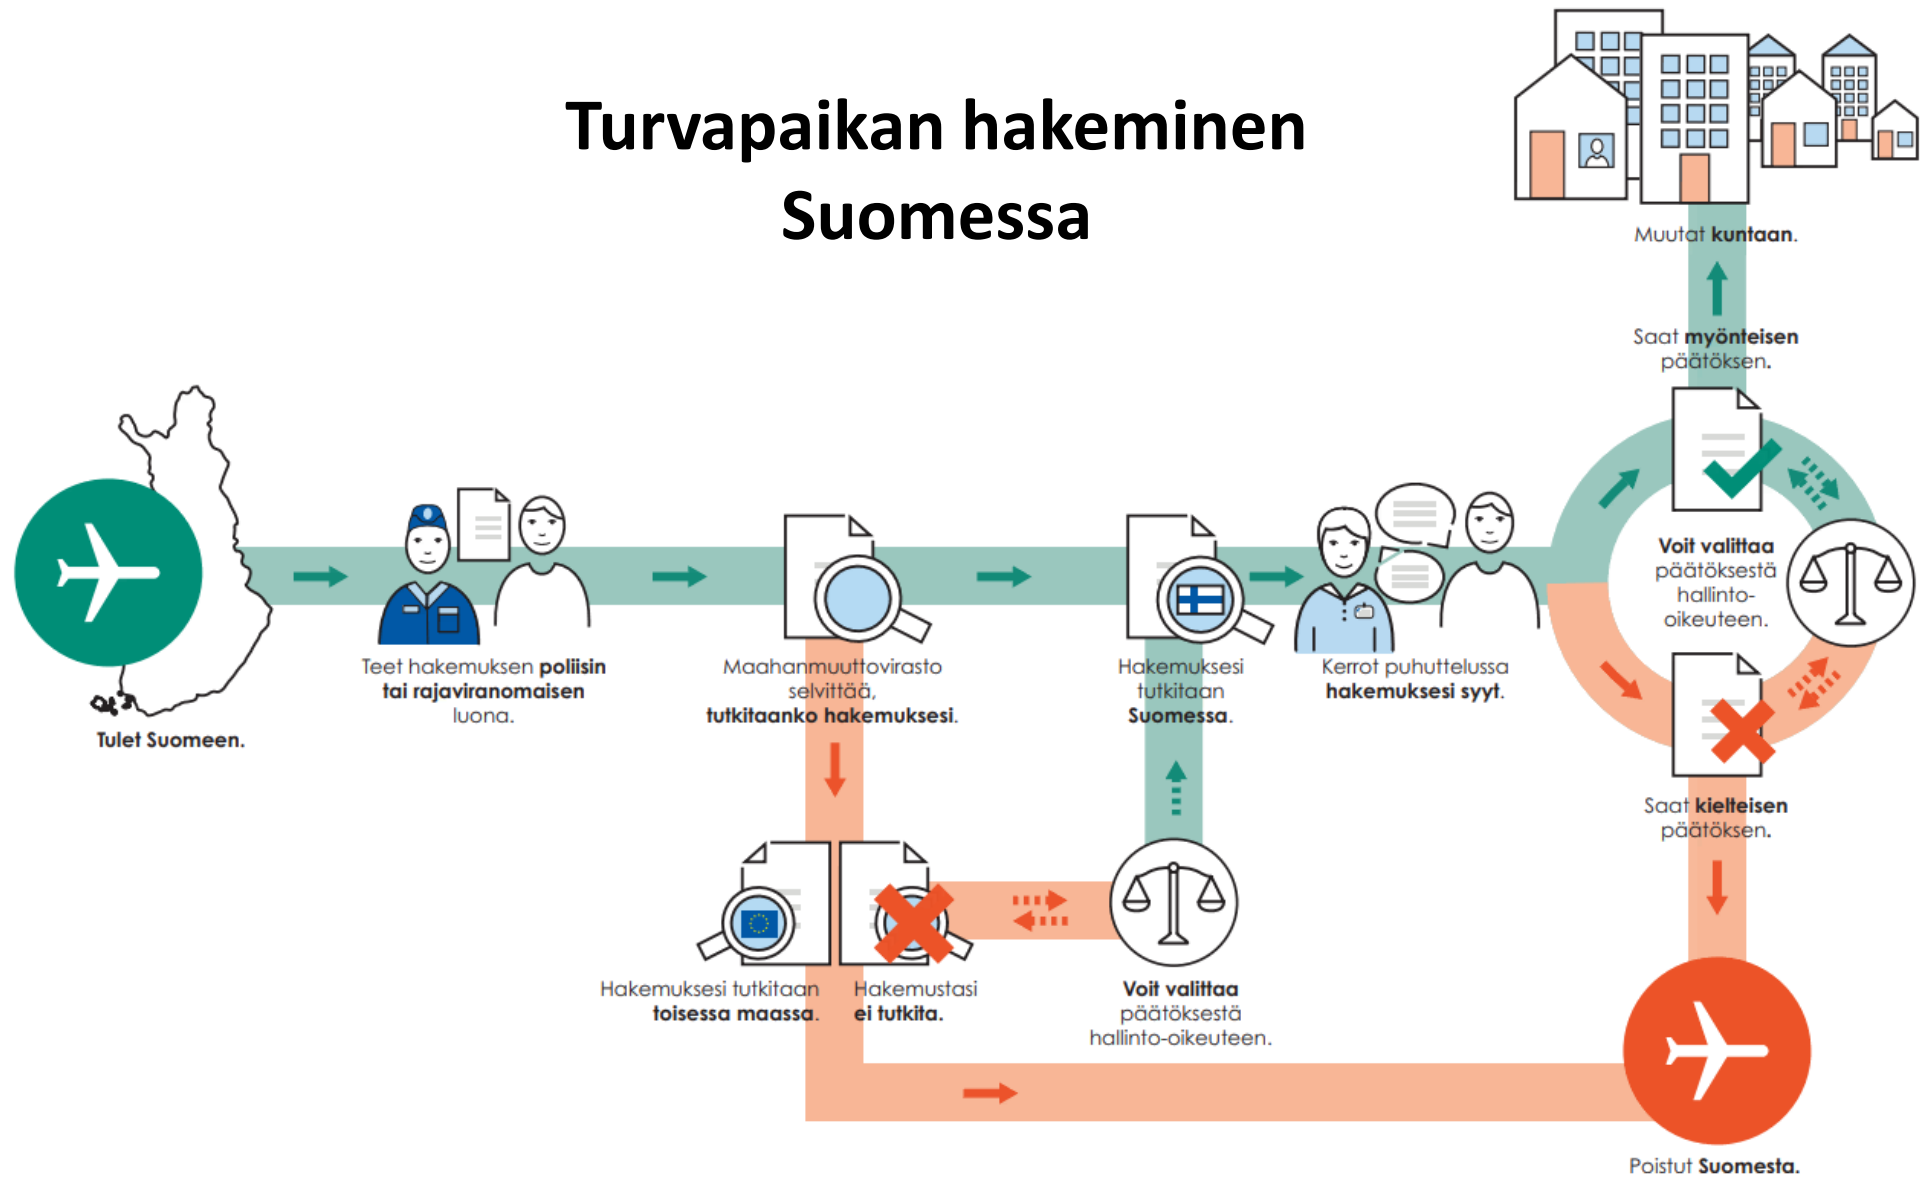 Turvapaikan hakeminen
Suomessa
Muutat kuntaan.
Saat myönteisen
päätöksen.
Tulet Suomeen.
Teet hakemuksen poliisin
tai rajaviranomaisen
luona.
Maahanmuuttovirasto
selvittää,
tutkitaanko hakemuksesi.
Hakemuksesi
tutkitaan
Suomessa.
Kerrot puhuttelussa
hakemuksesi syyt.
Voit valittaa
päätöksestä
hallinto-
oikeuteen.
Saat kielteisen
päätöksen.
Hakemuksesi tutkitaan
toisessa maassa.
Hakemustasi
ei tutkita.
Voit valittaa
päätöksestä
hallinto-oikeuteen.
Poistut Suomesta.